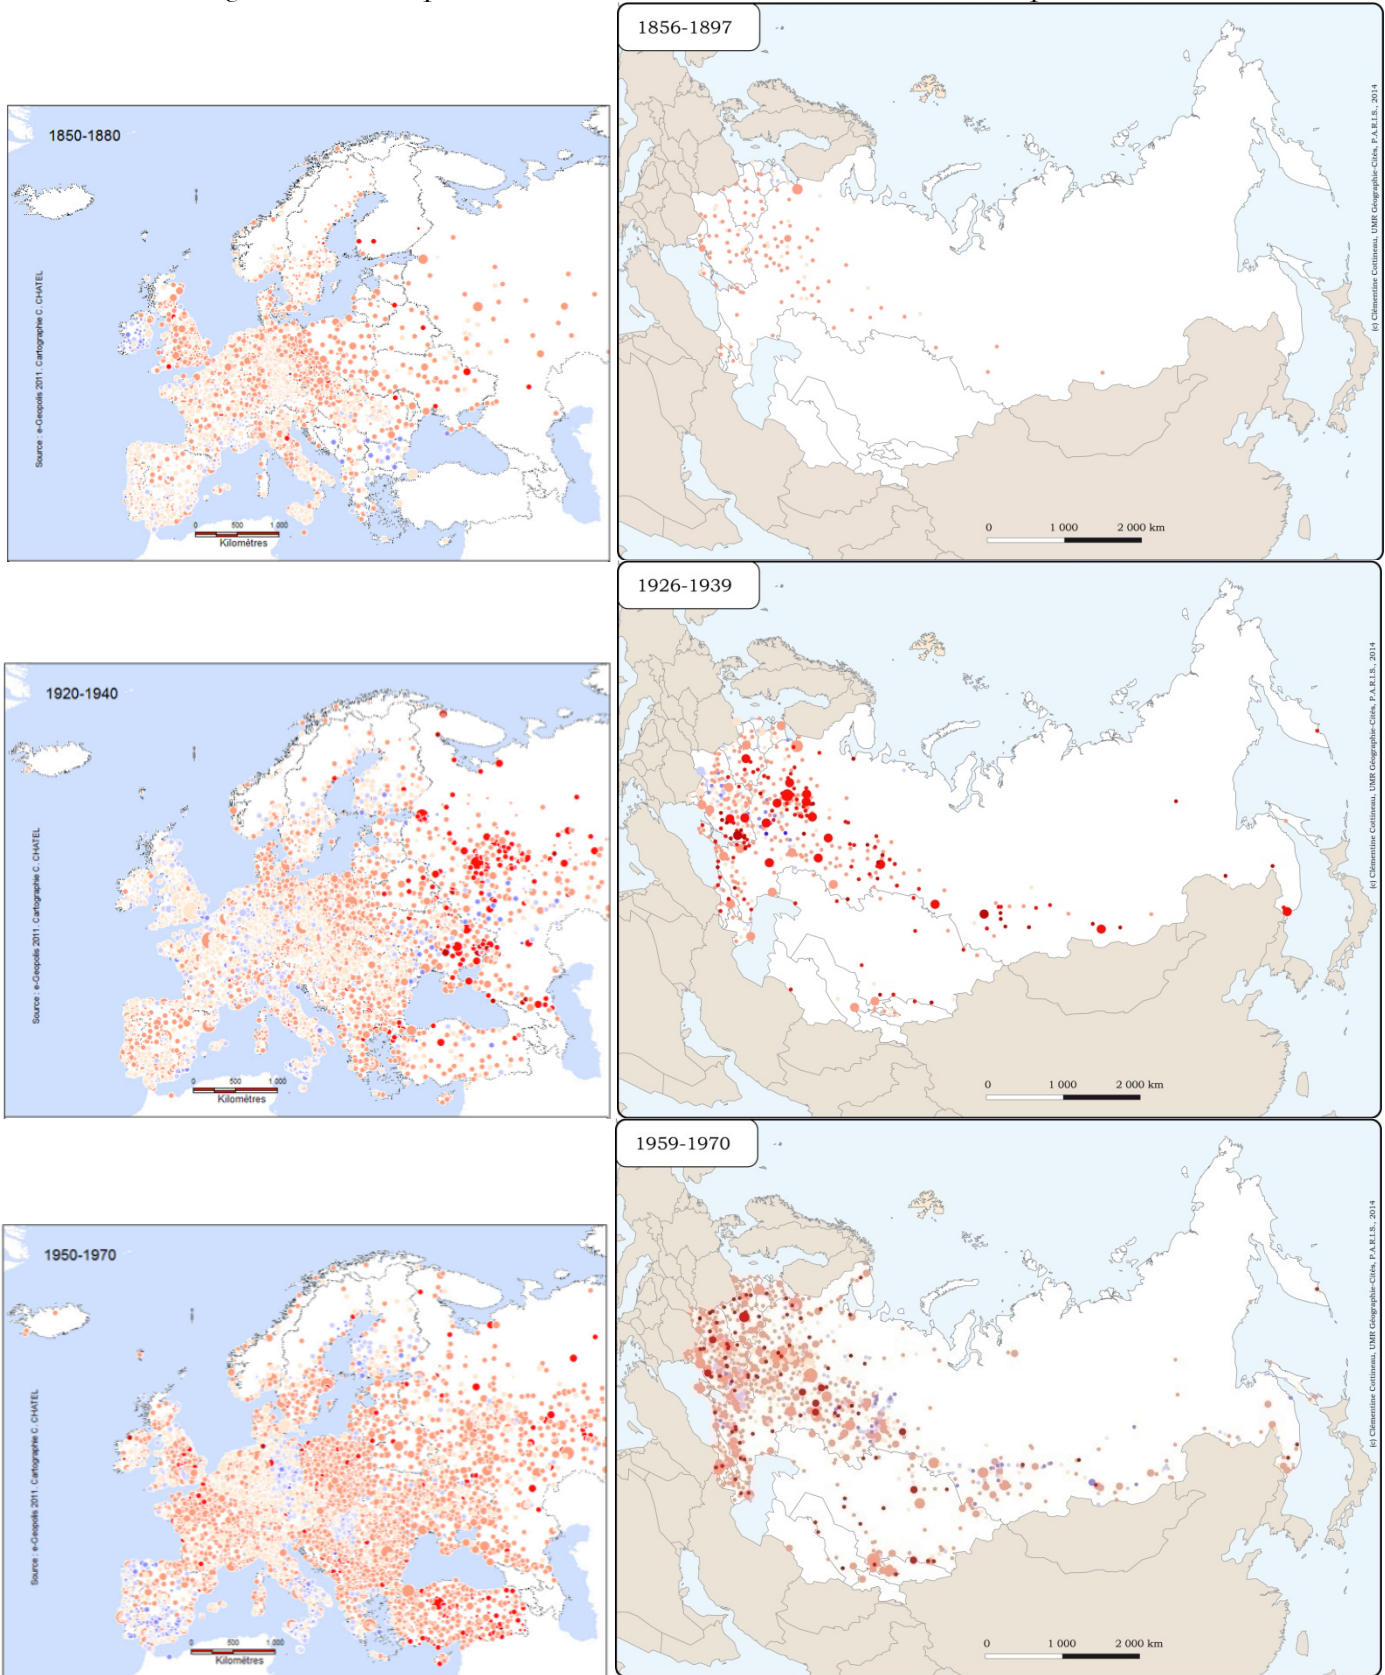 1856-1897
1850-1880
Source : e-Geopolis 2011. Cartographie C. CHATEL
0 500 1 000
Kilomètres
0 1 000 2 000 km
(c) Clémentine Cottineau, UMR Géographie-Cités, P.A.R.I.S., 2014
1926-1939
1920-1940
Source : e-Geopolis 2011. Cartographie C. CHATEL
0 500 1 000
Kilomètres
0 1 000 2 000 km
(c) Clémentine Cottineau, UMR Géographie-Cités, P.A.R.I.S., 2014
1959-1970
1950-1970
Source : e-Geopolis 2011. Cartographie C. CHATEL
0 500 1 000
Kilomètres
0 1 000 2 000 km
(c) Clémentine Cottineau, UMR Géographie-Cités, P.A.R.I.S., 2014